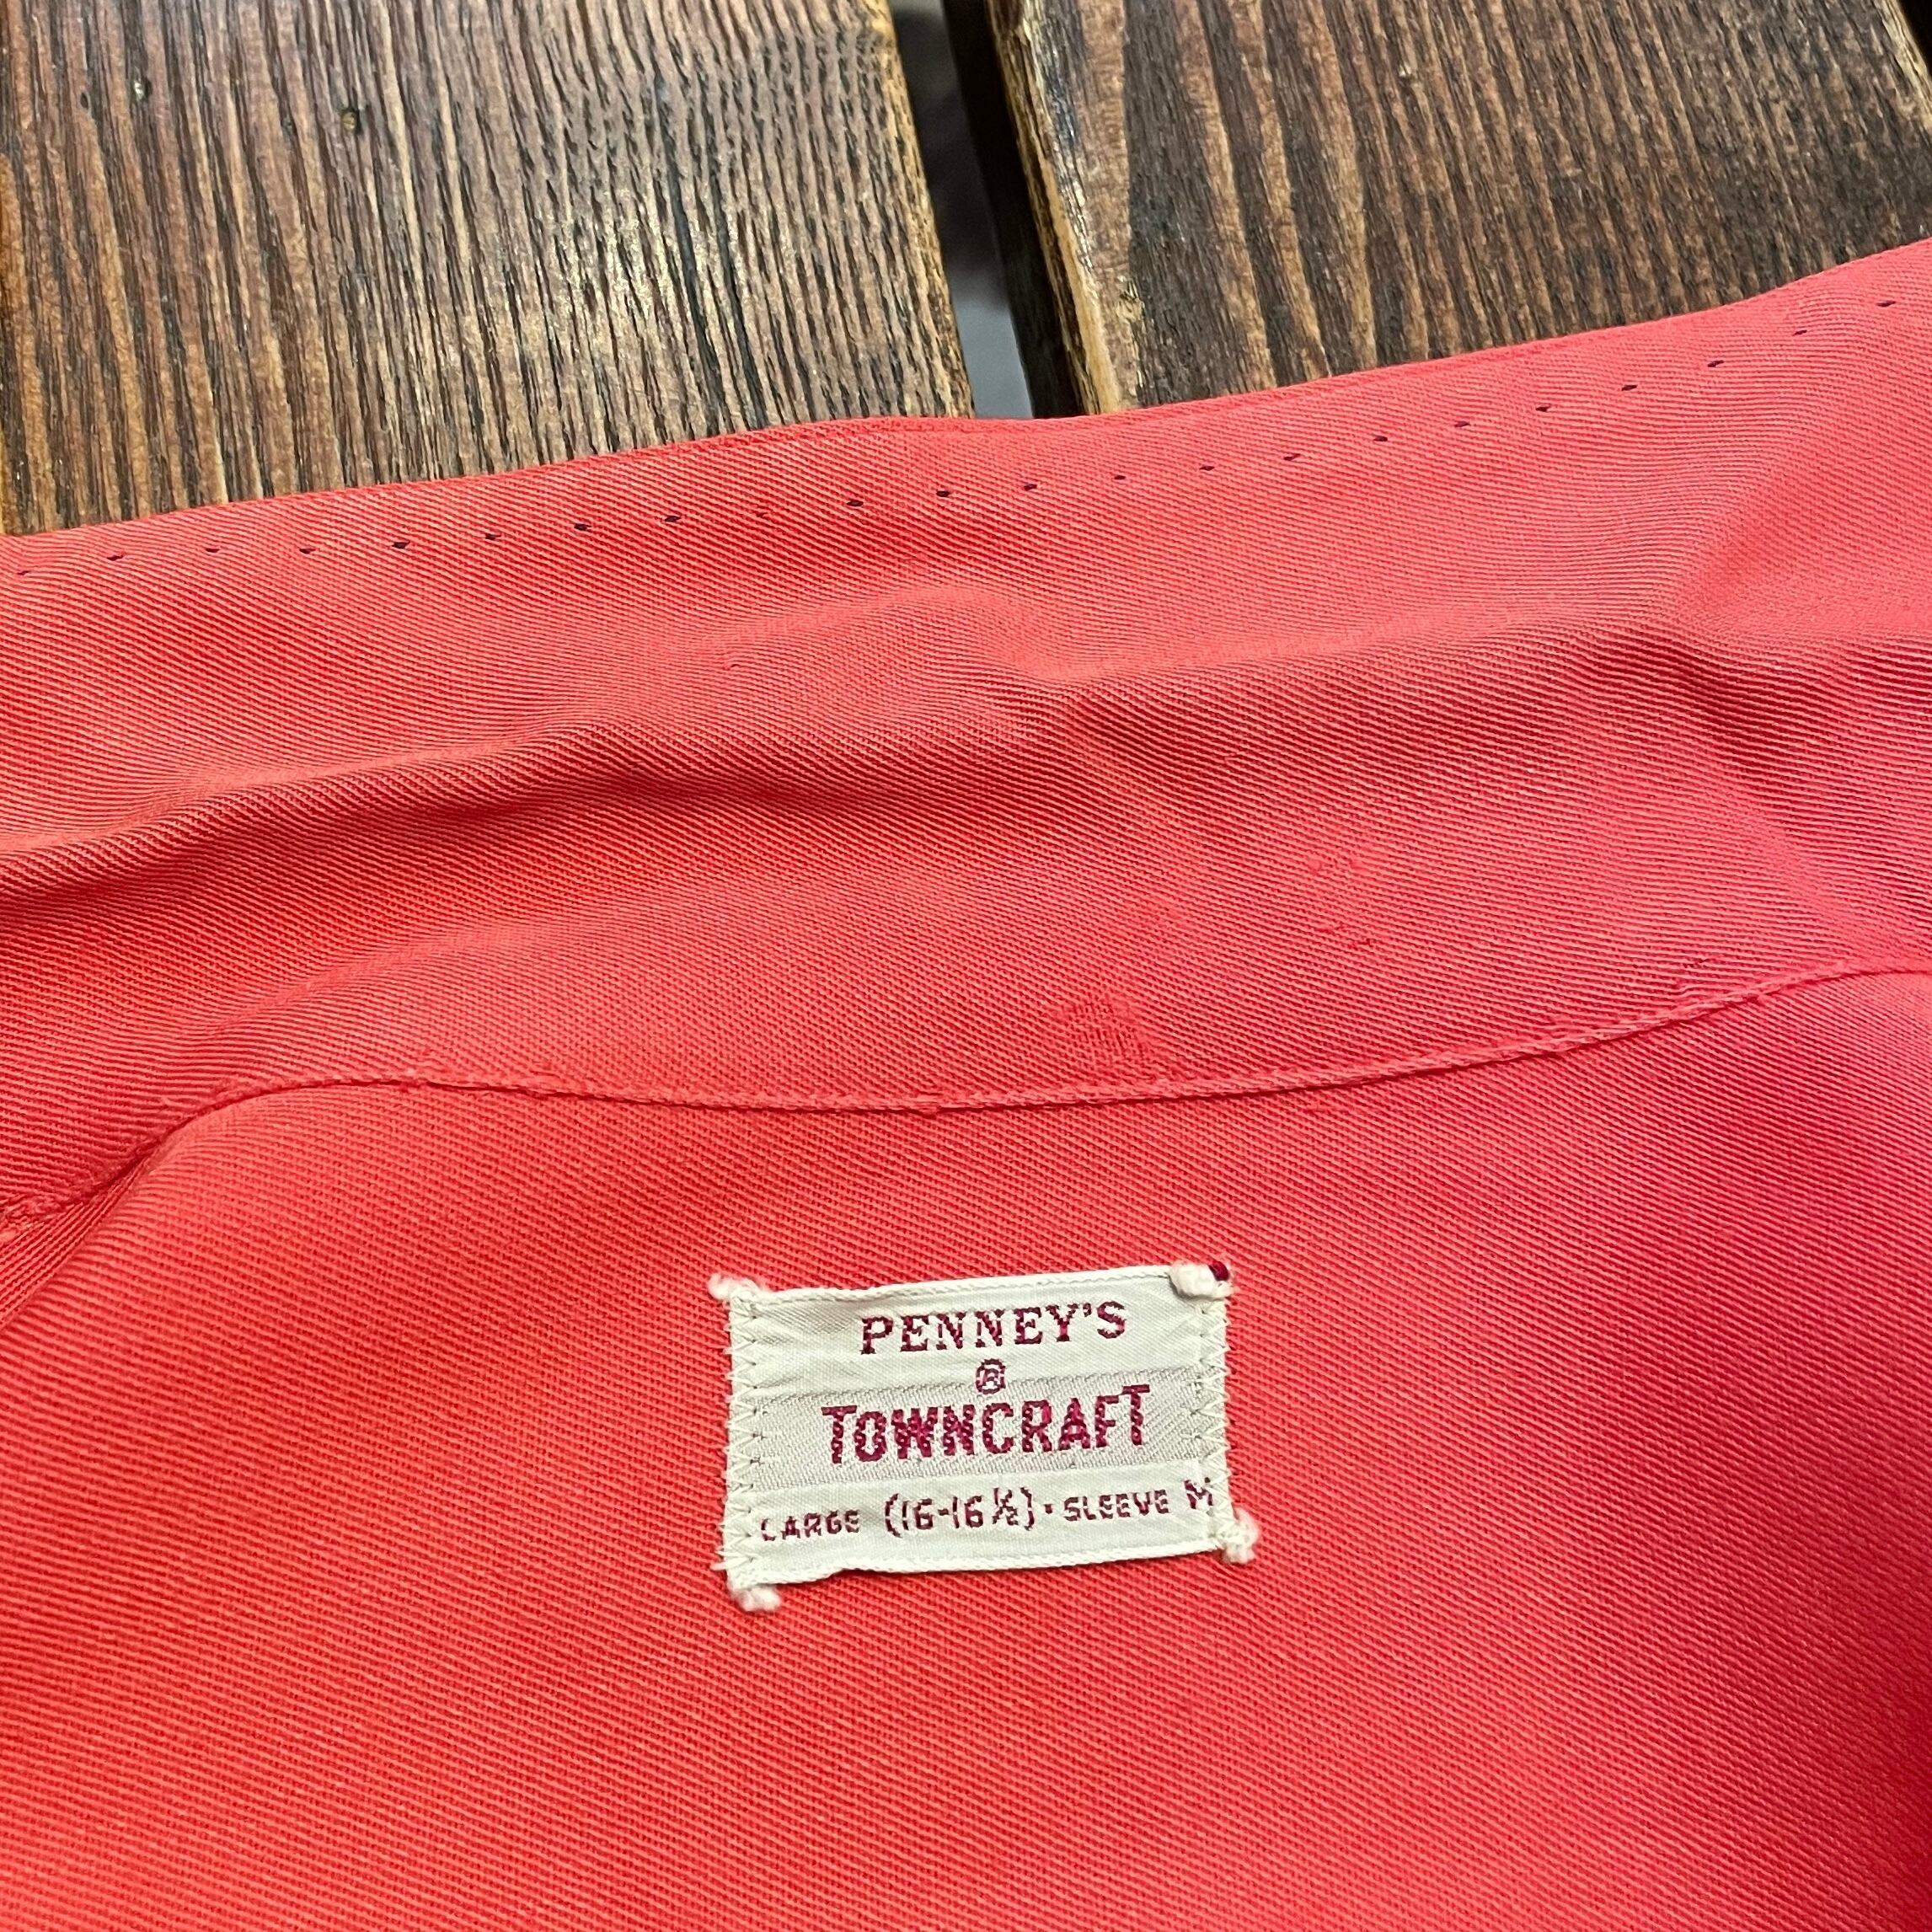 PENNEY'S
®
TOWNCRAFT
LARGE (16-16½)·SLEEVE M